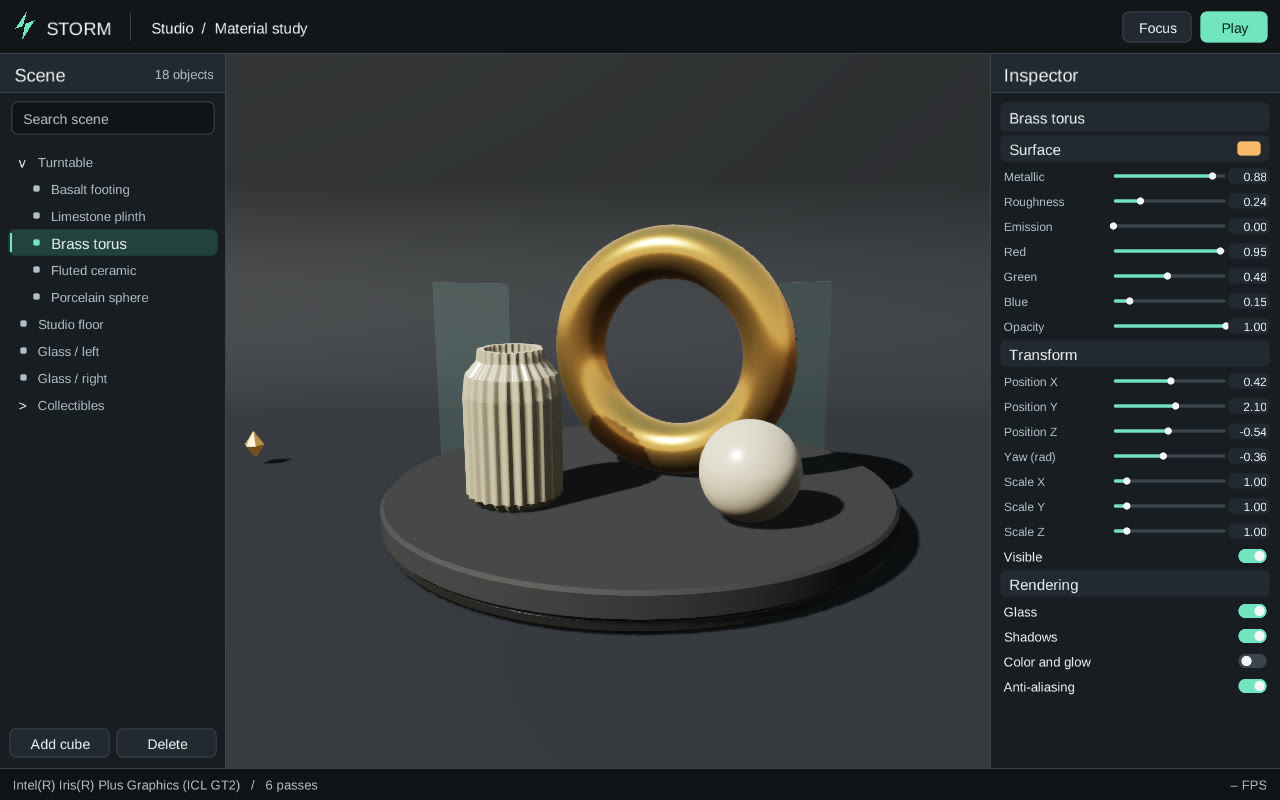 STORM
Studio / Material study
Focus
Play
Scene
18 objects
Search scene
v Turntable
Basalt footing
Limestone plinth
Brass torus
Fluted ceramic
Porcelain sphere
Studio floor
Glass / left
Glass / right
> Collectibles
Add cube
Delete
Inspector
Brass torus
Surface
Metallic 0.88
Roughness 0.24
Emission 0.00
Red 0.95
Green 0.48
Blue 0.15
Opacity 1.00
Transform
Position X 0.42
Position Y 2.10
Position Z -0.54
Yaw (rad) -0.36
Scale X 1.00
Scale Y 1.00
Scale Z 1.00
Visible
Rendering
Glass
Shadows
Color and glow
Anti-aliasing
Intel(R) Iris(R) Plus Graphics (ICL GT2) / 6 passes
– FPS